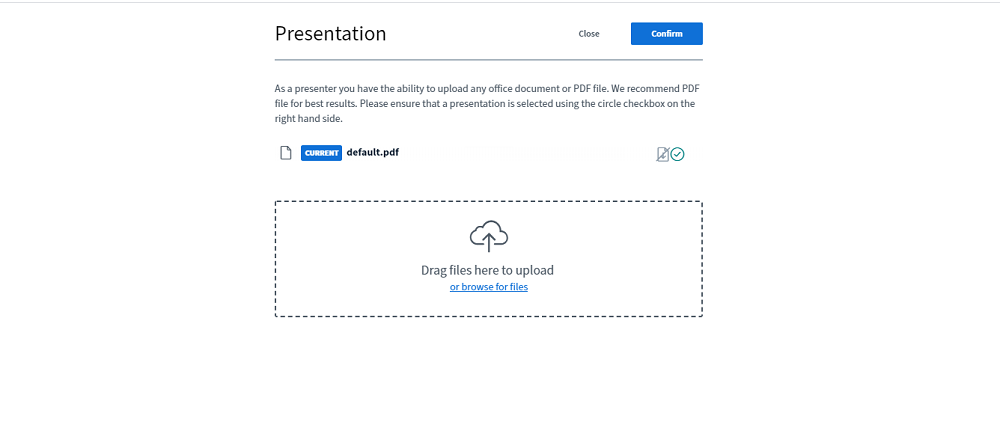 Presentation
Close
Confirm
As a presenter you have the ability to upload any office document or PDF file. We recommend PDF
file for best results. Please ensure that a presentation is selected using the circle checkbox on the
right hand side.
CURRENT default.pdf
Drag files here to upload
or browse for files